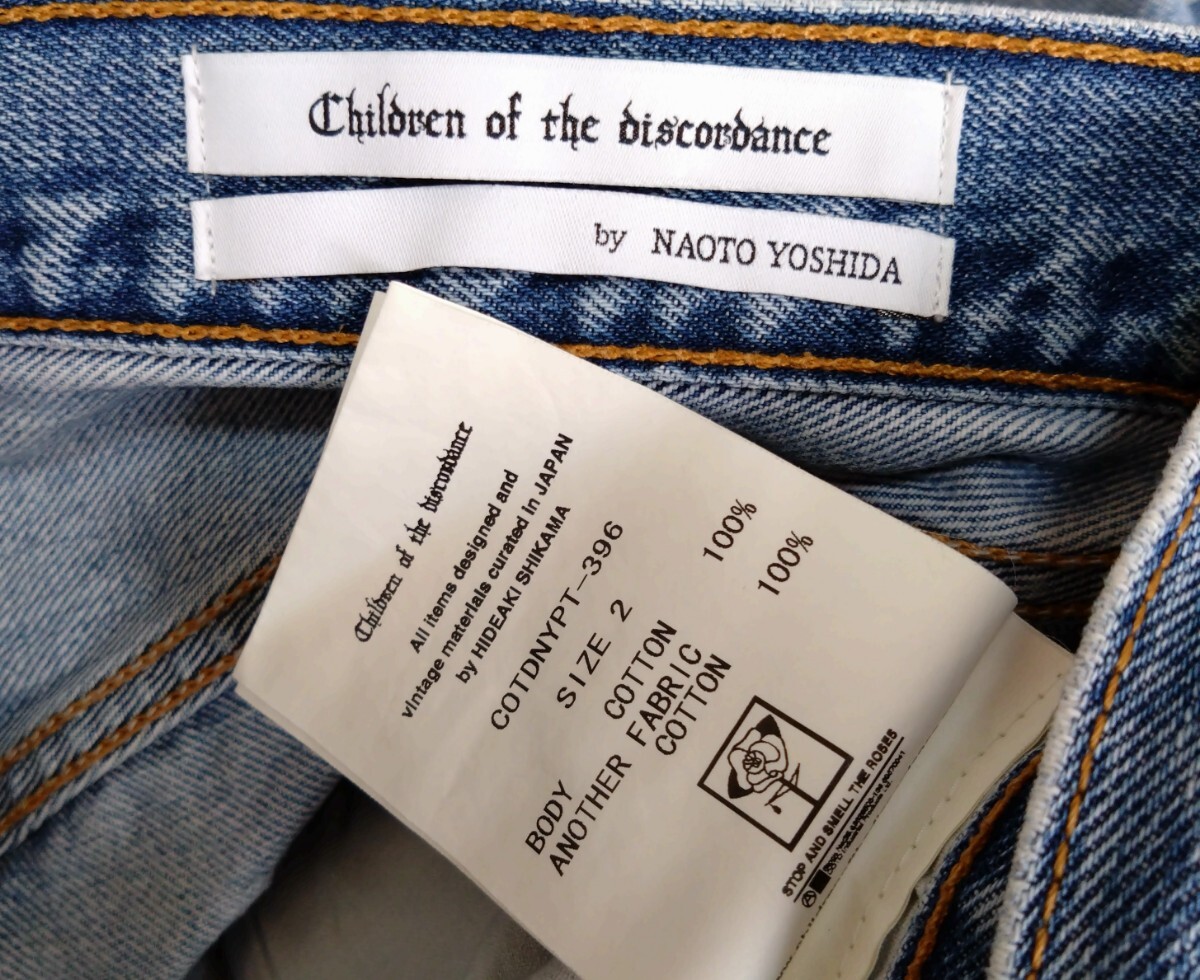 Children of the discordance
by NAOTO YOSHIDA
Children of the discordance
All items designed and
vintage materials curated in JAPAN
by HIDEAKI SHIKAMA
COTDNYPT-396
SIZE 2
BODY COTTON 100%
ANOTHER FABRIC
COTTON 100%
STOP AND SMELL THE ROSES